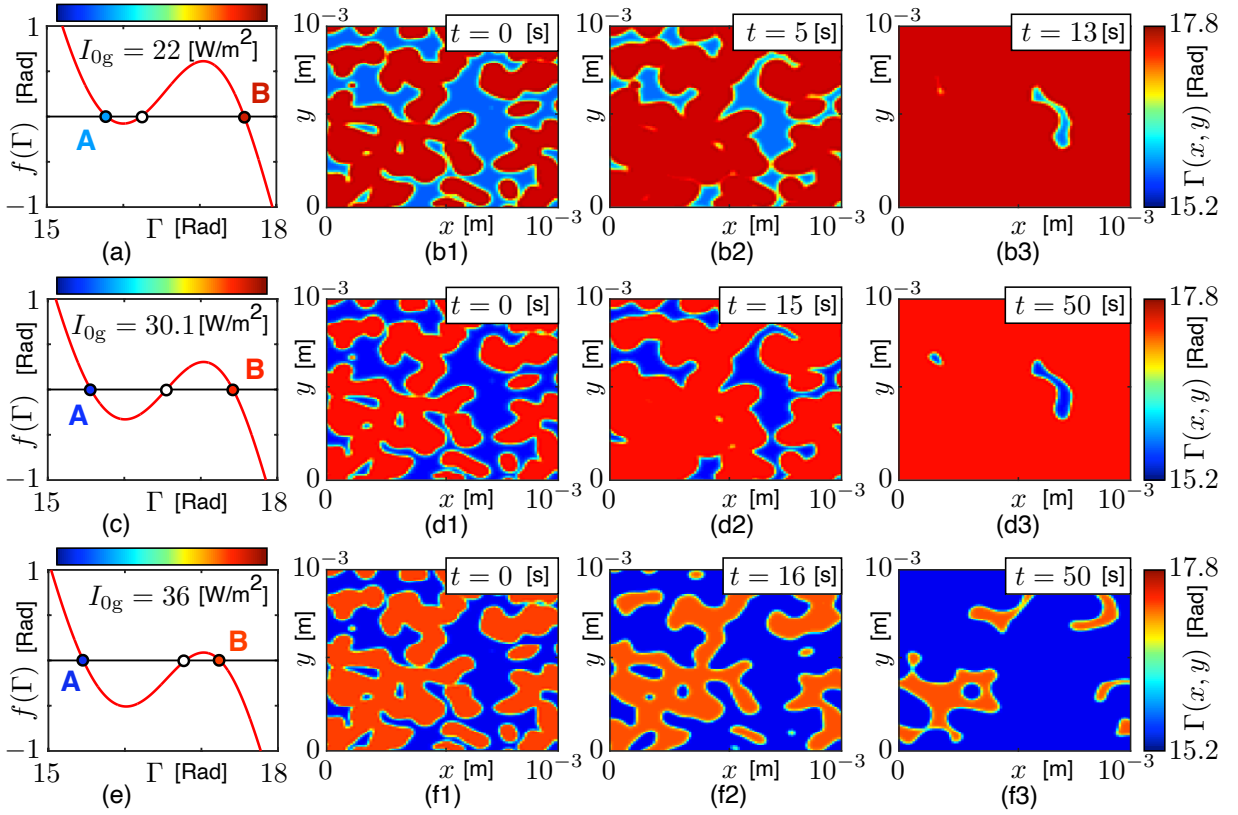 1
I0g = 22 [W/m2]
f(Γ) [Rad]
A
B
−1
15 Γ [Rad] 18
(a)
10−3
t = 0 [s]
y [m]
0
0 x [m] 10−3
(b1)
10−3
t = 5 [s]
y [m]
0
0 x [m] 10−3
(b2)
10−3
t = 13 [s]
y [m]
0
0 x [m] 10−3
(b3)
17.8
Γ(x, y) [Rad]
15.2
1
I0g = 30.1 [W/m2]
f(Γ) [Rad]
A
B
−1
15 Γ [Rad] 18
(c)
10−3
t = 0 [s]
y [m]
0
0 x [m] 10−3
(d1)
10−3
t = 15 [s]
y [m]
0
0 x [m] 10−3
(d2)
10−3
t = 50 [s]
y [m]
0
0 x [m] 10−3
(d3)
17.8
Γ(x, y) [Rad]
15.2
1
I0g = 36 [W/m2]
f(Γ) [Rad]
A
B
−1
15 Γ [Rad] 18
(e)
10−3
t = 0 [s]
y [m]
0
0 x [m] 10−3
(f1)
10−3
t = 16 [s]
y [m]
0
0 x [m] 10−3
(f2)
10−3
t = 50 [s]
y [m]
0
0 x [m] 10−3
(f3)
17.8
Γ(x, y) [Rad]
15.2